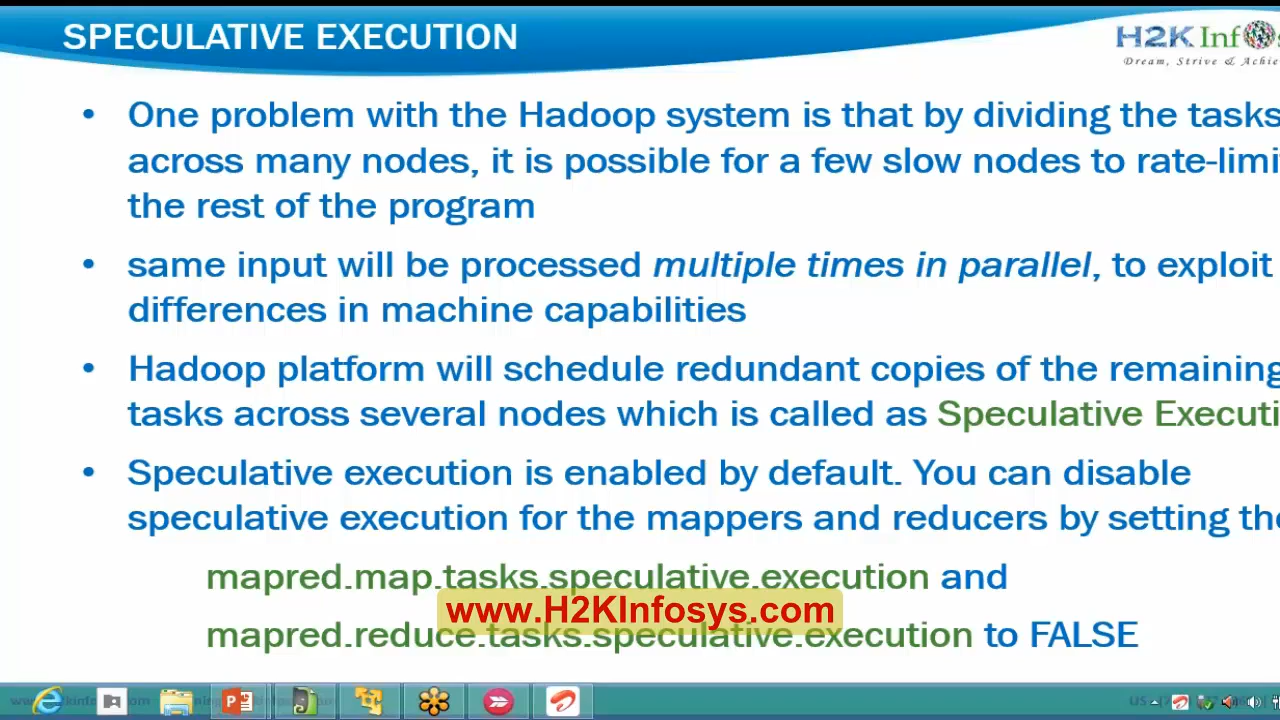 SPECULATIVE EXECUTION
H2K Inf
Dream, Strive & Achie
• One problem with the Hadoop system is that by dividing the tasks
across many nodes, it is possible for a few slow nodes to rate-limi
the rest of the program
• same input will be processed multiple times in parallel, to exploit
differences in machine capabilities
• Hadoop platform will schedule redundant copies of the remaining
tasks across several nodes which is called as Speculative Executi
• Speculative execution is enabled by default. You can disable
speculative execution for the mappers and reducers by setting the
mapred.map.tasks.speculative.execution and
www.H2KInfosys.com
mapred.reduce.tasks.speculative.execution to FALSE